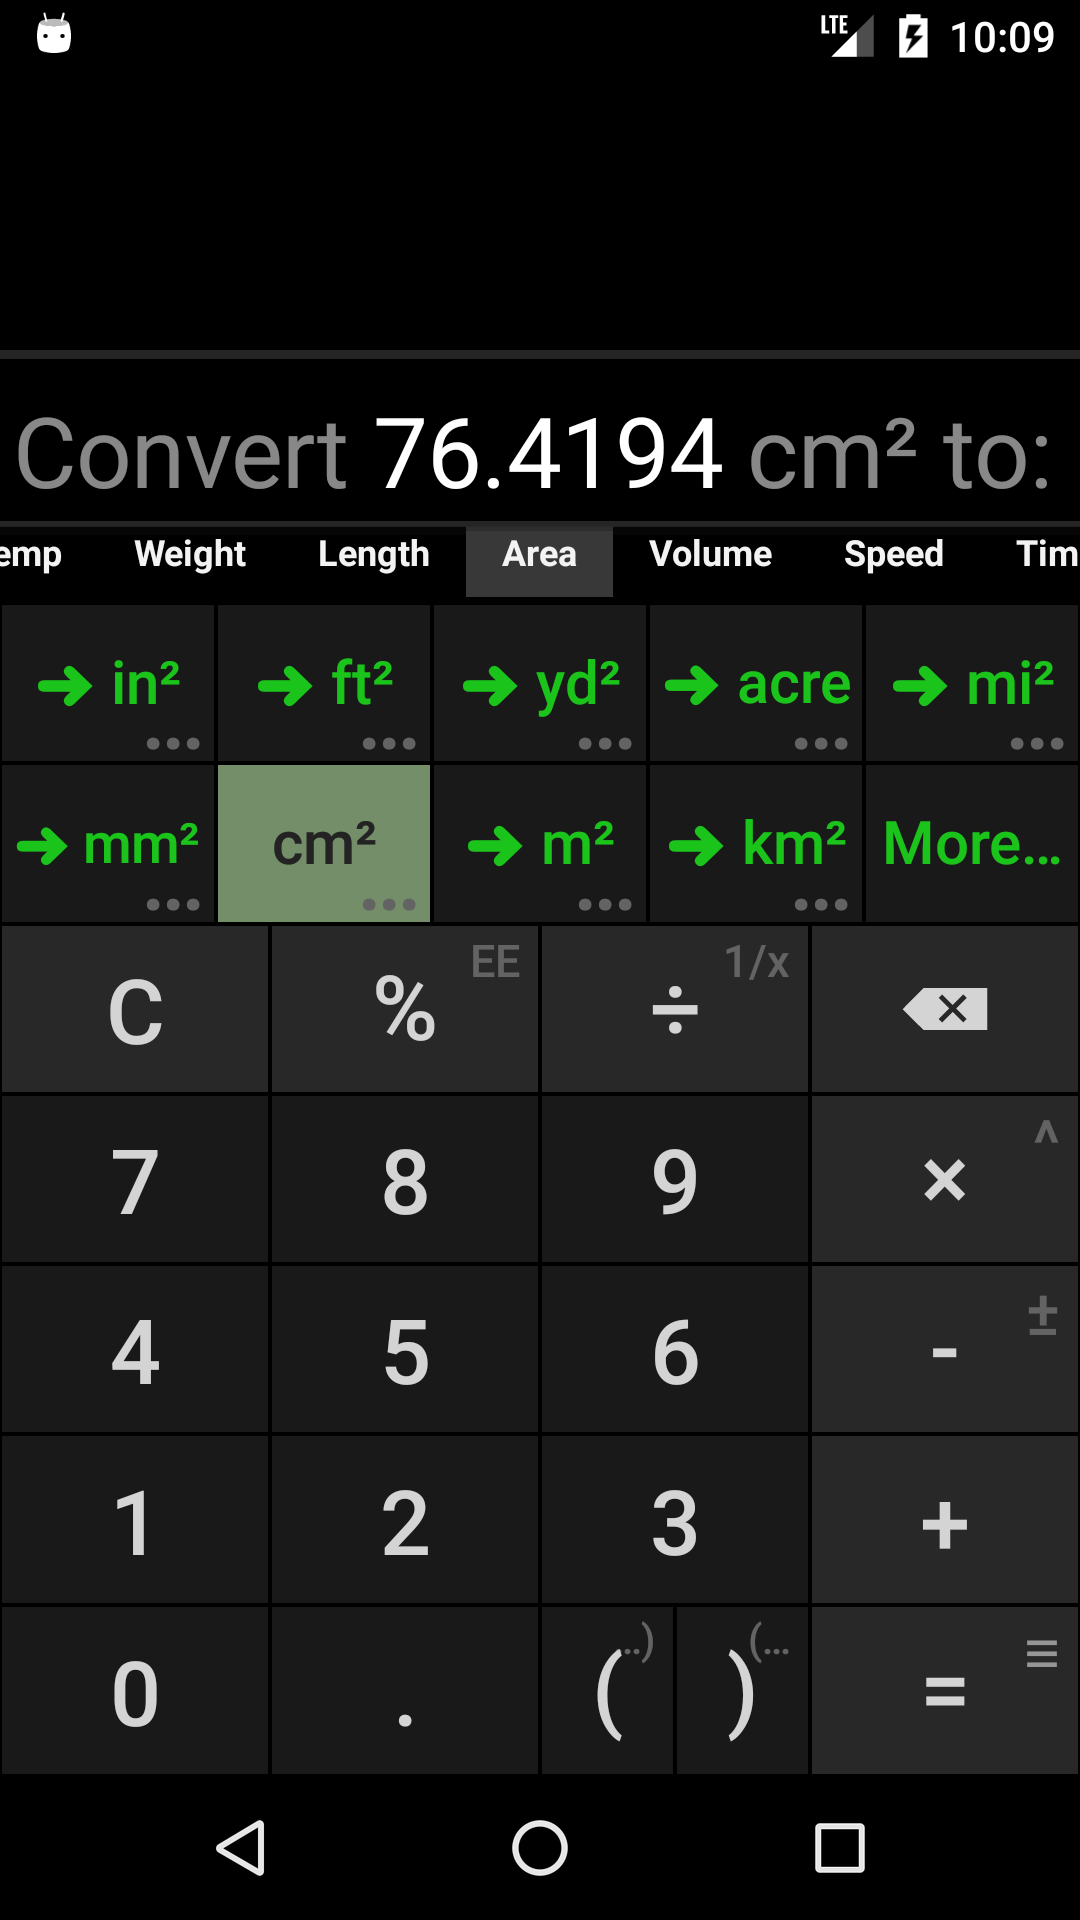 LTE 10:09
Convert 76.4194 cm² to:
emp Weight Length Area Volume Speed Tim
➜ in² ➜ ft² ➜ yd² ➜ acre ➜ mi²
➜ mm² cm² ➜ m² ➜ km² More...
C % EE ÷ 1/x
7 8 9 × ^
4 5 6 - ±
1 2 3 +
0 . ( ..) ) (... =